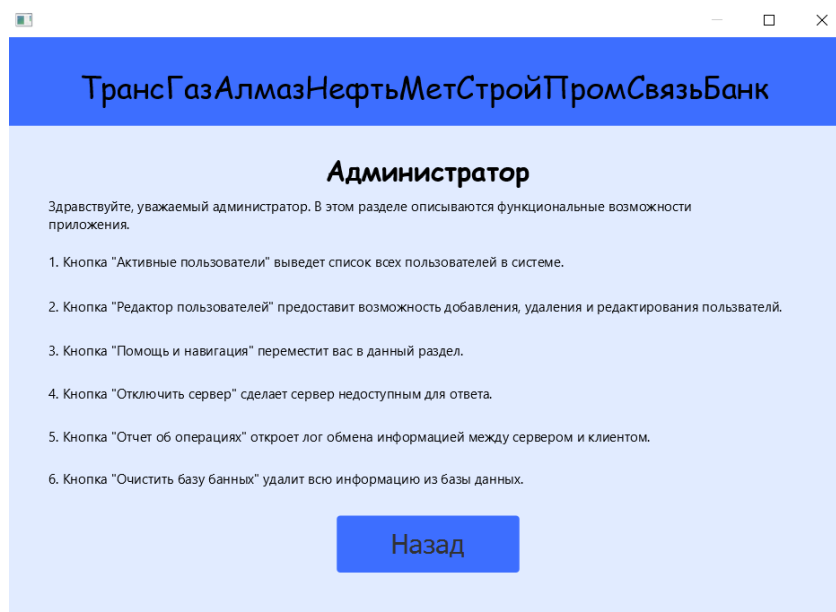 ТрансГазАлмазНефтьМетСтройПромСвязьБанк
Администратор
Здравствуйте, уважаемый администратор. В этом разделе описываются функциональные возможности
приложения.
1. Кнопка "Активные пользователи" выведет список всех пользователей в системе.
2. Кнопка "Редактор пользователей" предоставит возможность добавления, удаления и редактированияользвателй.
3. Кнопка "Помощь и навигация" переместит вас в данный раздел.
4. Кнопка "Отключить сервер" сделает сервер недоступным для ответа.
5. Кнопка "Отчет об операциях" откроет лог обмена информацией между сервером и клиентом.
6. Кнопка "Очистить базу банных" удалит всю информацию из базы данных.
Назад